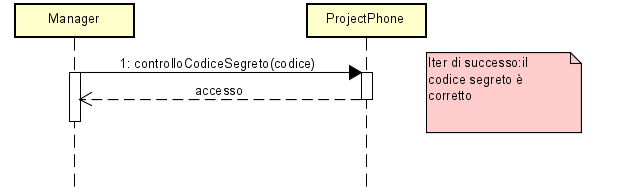 Manager
ProjectPhone
1: controlloCodiceSegreto(codice)
accesso
Iter di successo:il
codice segreto è
corretto